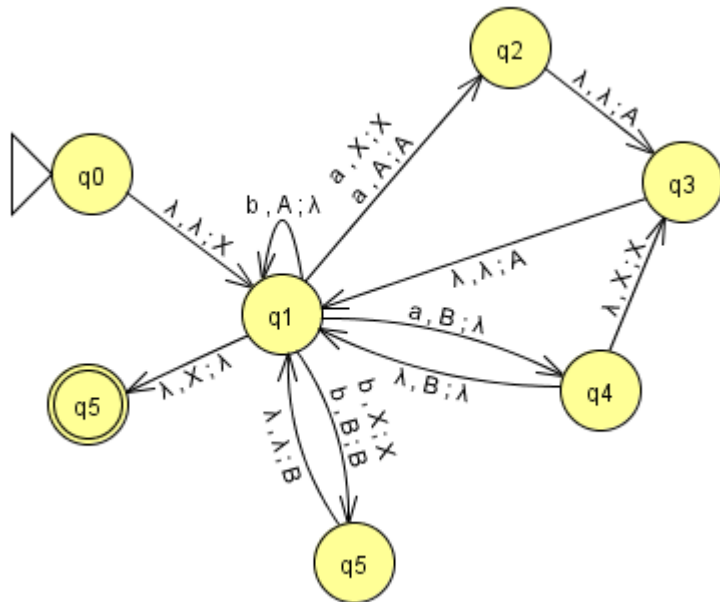 q2
λ , λ ; A
a , X ; X
a , A ; A
q0
q3
b , A ; λ
λ , λ ; X
λ , λ ; A
λ , X ; X
q1
a , B ; λ
λ , X ; λ
λ , B ; λ
q4
q5
b , X ; X
b , B ; B
λ , λ ; B
q5